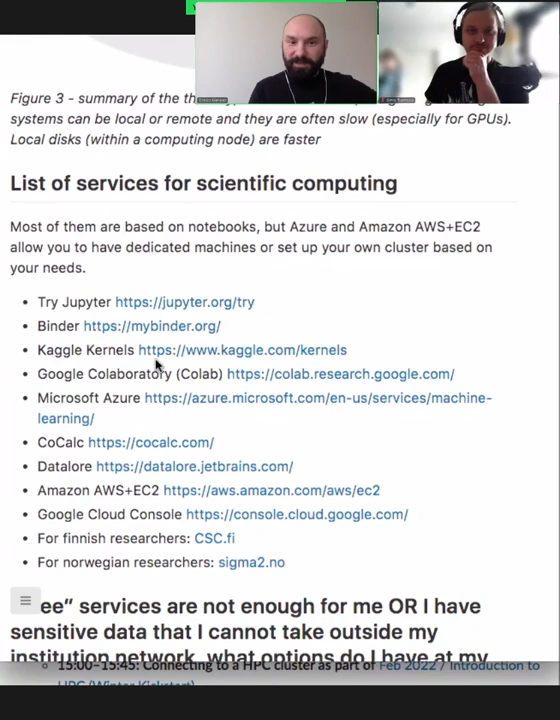 Figure 3 - summary of the th
systems can be local or remote and they are often slow (especially for GPUs).
Local disks (within a computing node) are faster
List of services for scientific computing
Most of them are based on notebooks, but Azure and Amazon AWS+EC2
allow you to have dedicated machines or set up your own cluster based on
your needs.
• Try Jupyter https://jupyter.org/try
• Binder https://mybinder.org/
• Kaggle Kernels https://www.kaggle.com/kernels
• Google Colaboratory (Colab) https://colab.research.google.com/
• Microsoft Azure https://azure.microsoft.com/en-us/services/machine-
learning/
• CoCalc https://cocalc.com/
• Datalore https://datalore.jetbrains.com/
• Amazon AWS+EC2 https://aws.amazon.com/aws/ec2
• Google Cloud Console https://console.cloud.google.com/
• For finnish researchers: CSC.fi
• For norwegian researchers: sigma2.no
ee” services are not enough for me OR I have
sensitive data that I cannot take outside my
institution network, what options do I have at my
15:00–15:45: Connecting to a HPC cluster as part of Feb 2022 / Introduction to
HPC (Winter Kickstart)